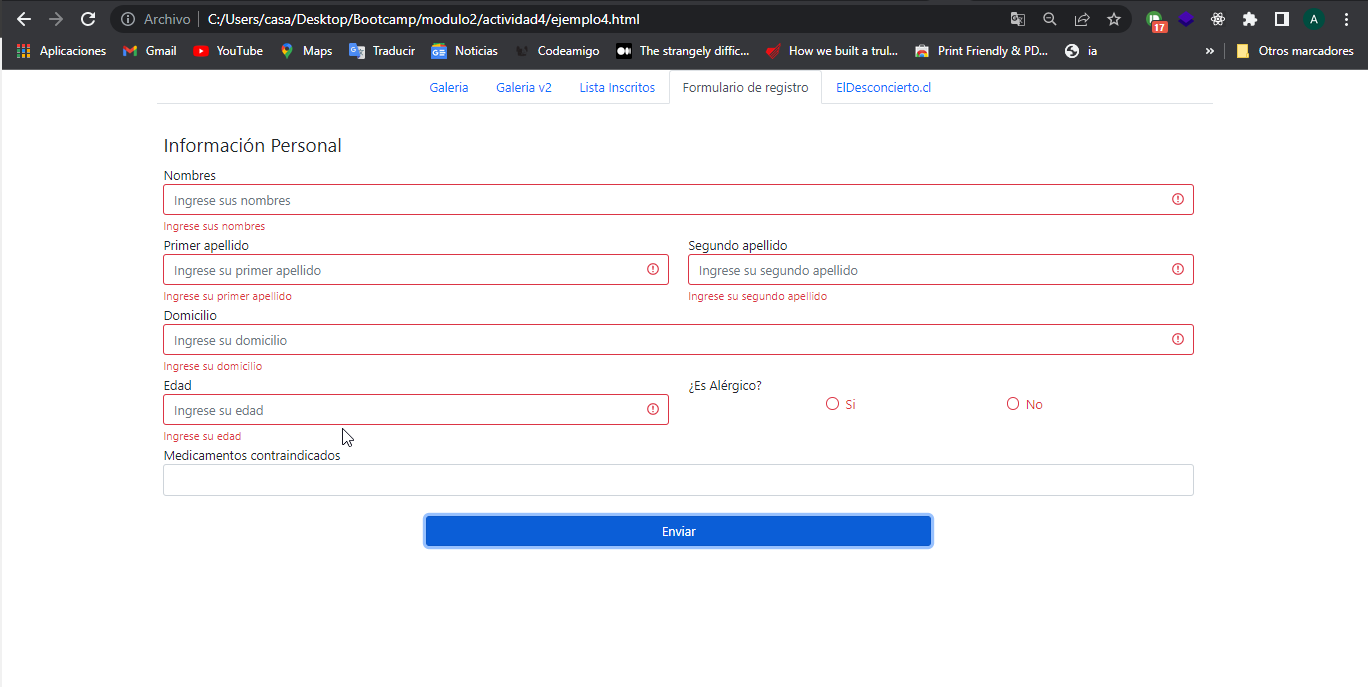 Archivo C:/Users/casa/Desktop/Bootcamp/modulo2/actividad4/ejemplo4.html 17 A
Aplicaciones Gmail YouTube Maps Traducir Noticias Codeamigo The strangely diffic... How we built a trul... Print Friendly & PD... ia » Otros marcadores
Galeria Galeria v2 Lista Inscritos Formulario de registro ElDesconcierto.cl
Información Personal
Nombres
Ingrese sus nombres
Ingrese sus nombres
Primer apellido Segundo apellido
Ingrese su primer apellido Ingrese su segundo apellido
Ingrese su primer apellido Ingrese su segundo apellido
Domicilio
Ingrese su domicilio
Ingrese su domicilio
Edad ¿Es Alérgico?
Ingrese su edad Si No
Ingrese su edad
Medicamentos contraindicados
Enviar